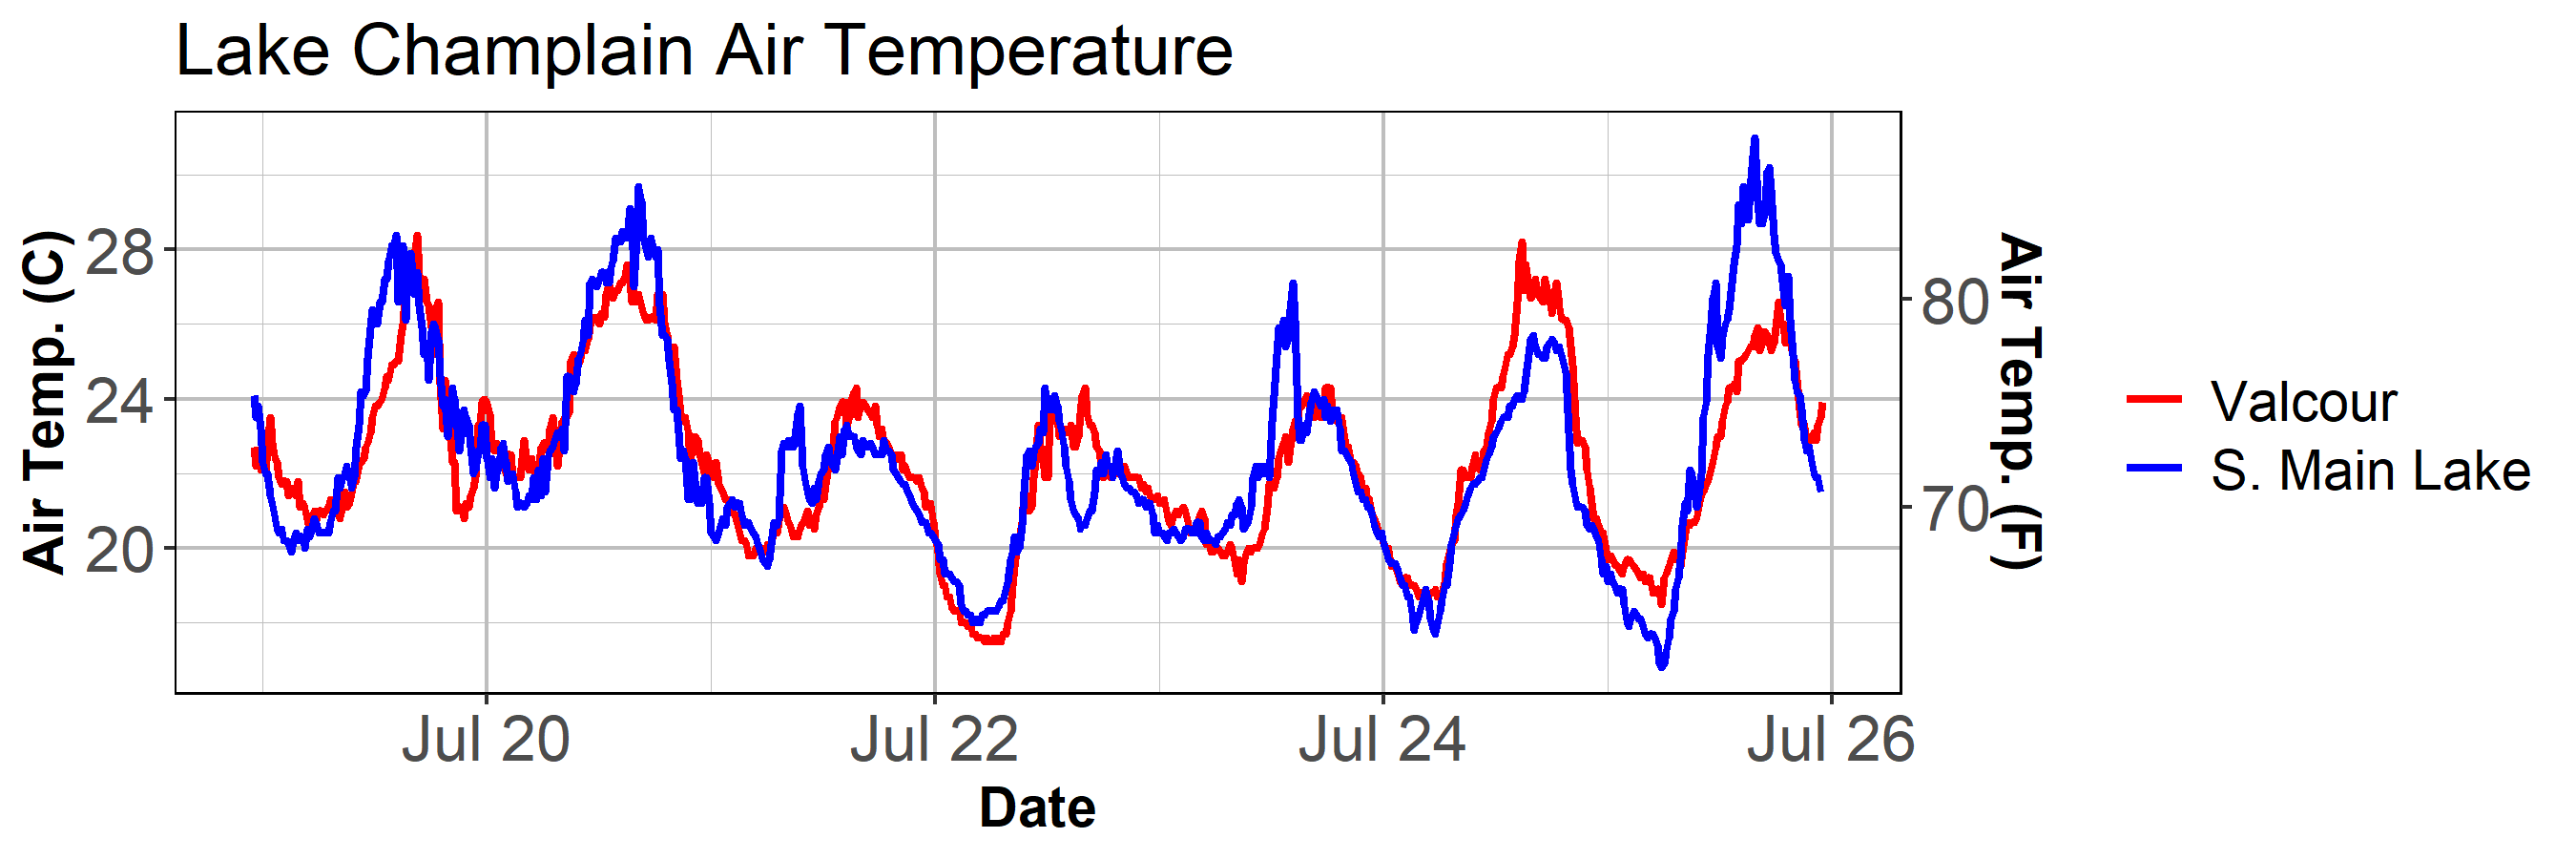 Lake Champlain Air Temperature
Air Temp. (C)
28
24
20
Air Temp. (F)
80
70
Valcour
S. Main Lake
Jul 20 Jul 22 Jul 24 Jul 26
Date